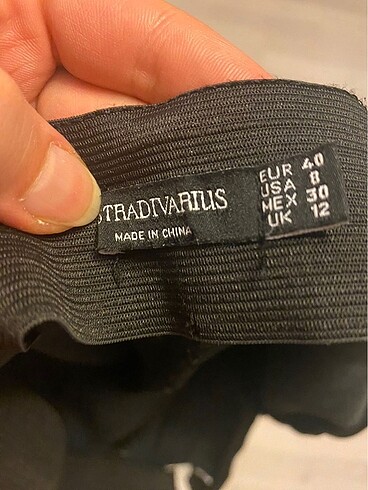 STRADIVARIUS
MADE IN CHINA
EUR 40
USA 8
MEX 30
UK 12